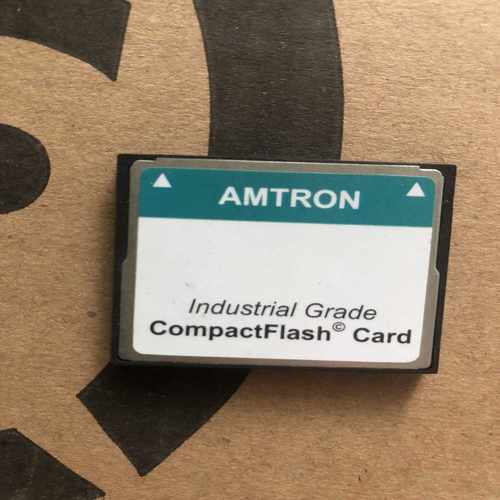 AMTRON
Industrial Grade
CompactFlash© Card